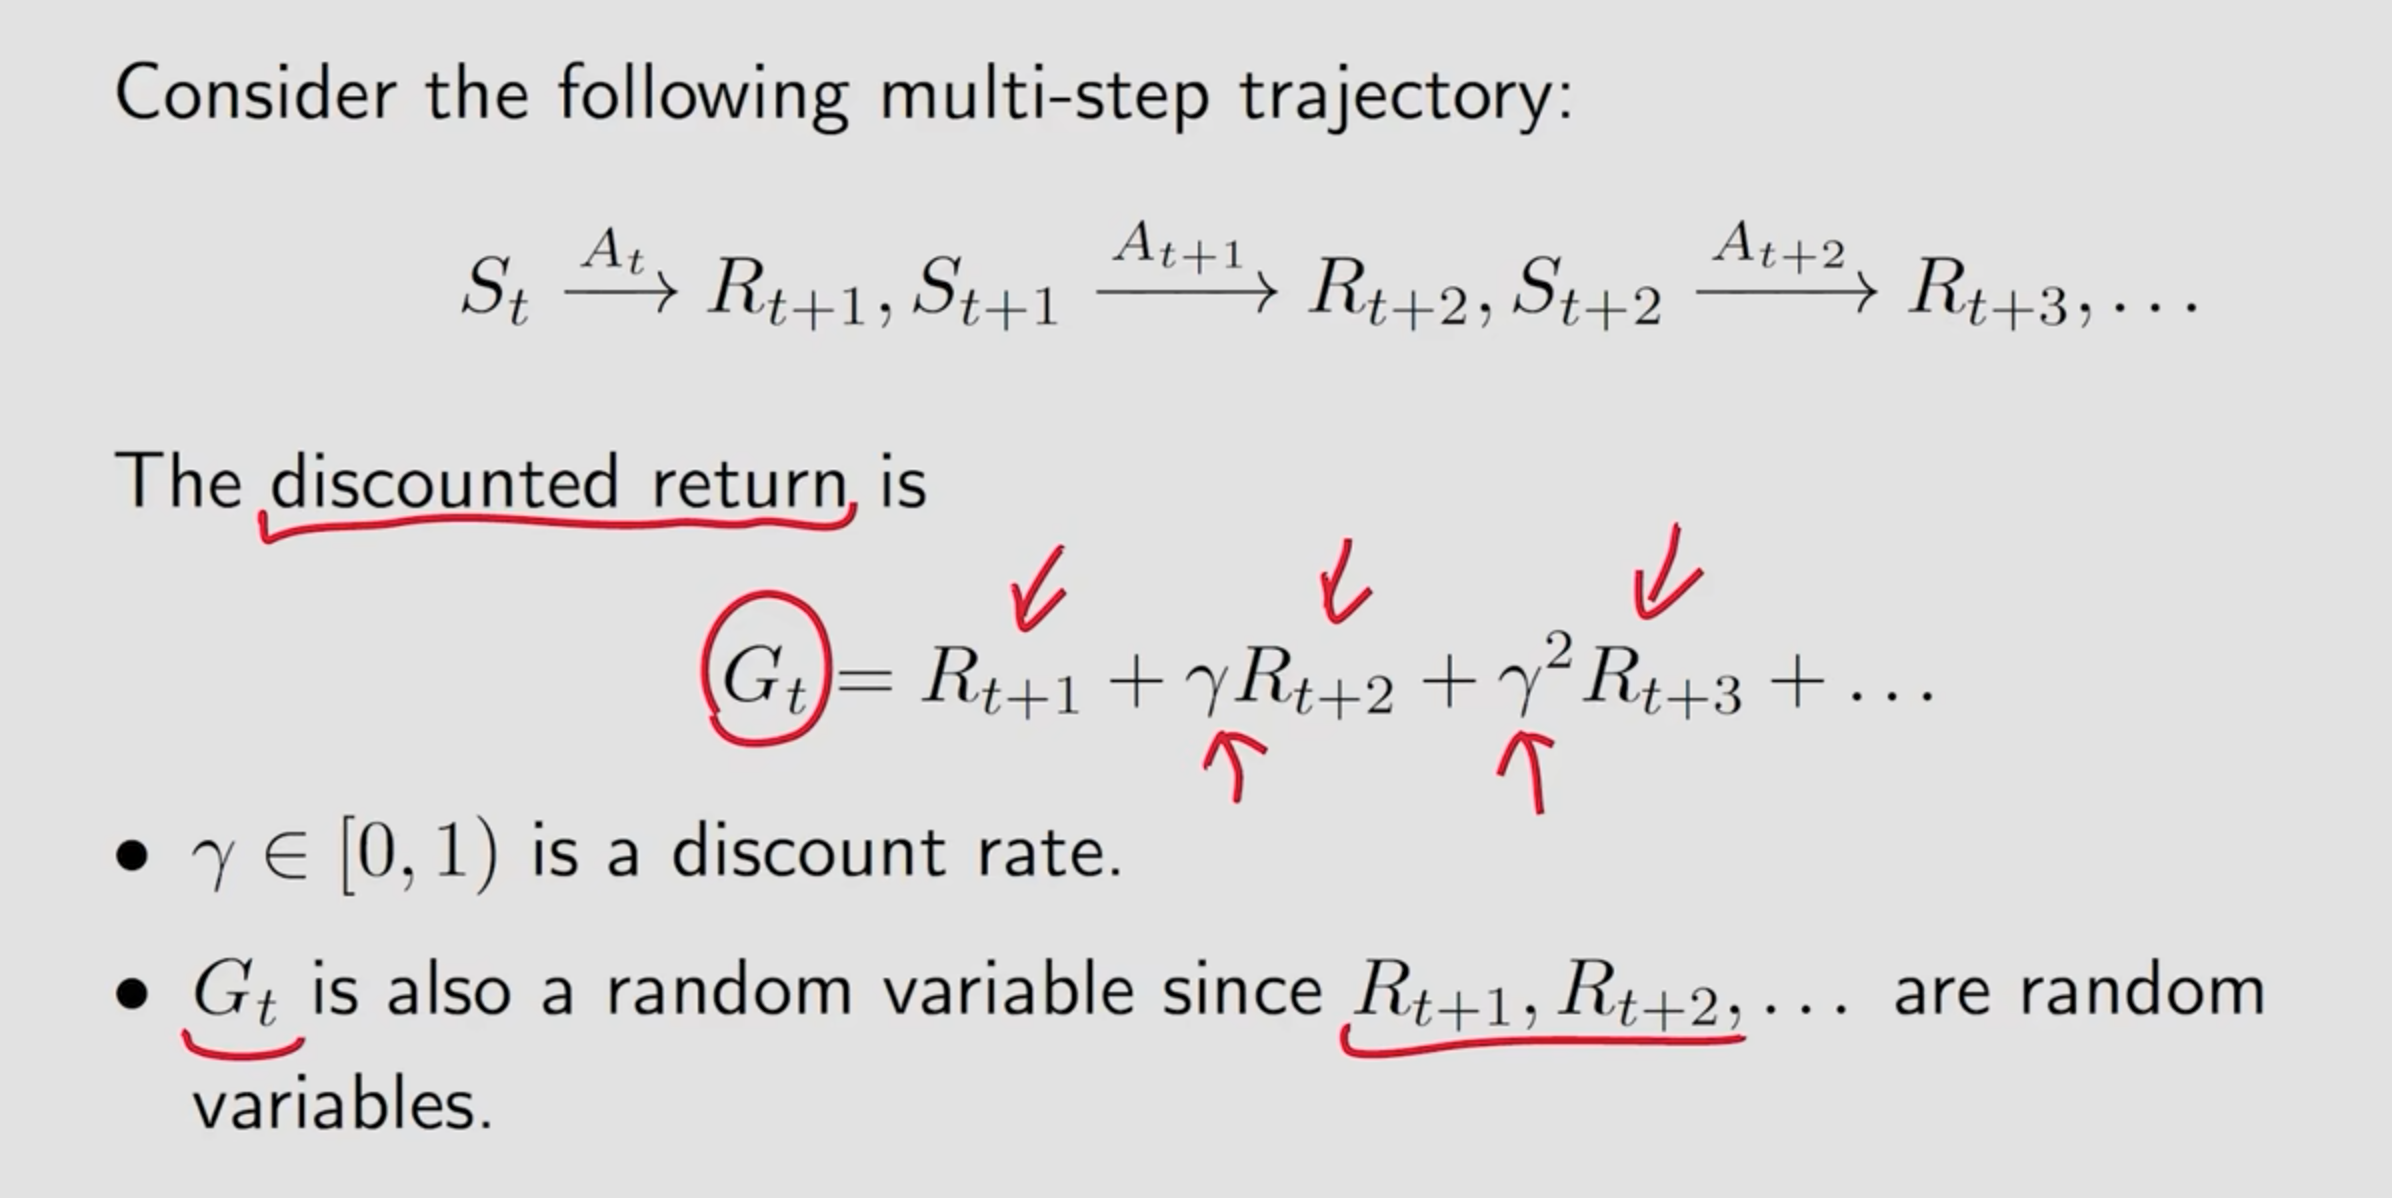 Consider the following multi-step trajectory:
$S_t \xrightarrow{A_t} R_{t+1}, S_{t+1} \xrightarrow{A_{t+1}} R_{t+2}, S_{t+2} \xrightarrow{A_{t+2}} R_{t+3}, \ldots$
The discounted return is
$G_t = R_{t+1} + \gamma R_{t+2} + \gamma^2 R_{t+3} + \ldots$
• $\gamma \in [0, 1)$ is a discount rate.
• $G_t$ is also a random variable since $R_{t+1}, R_{t+2}, \ldots$ are random
variables.